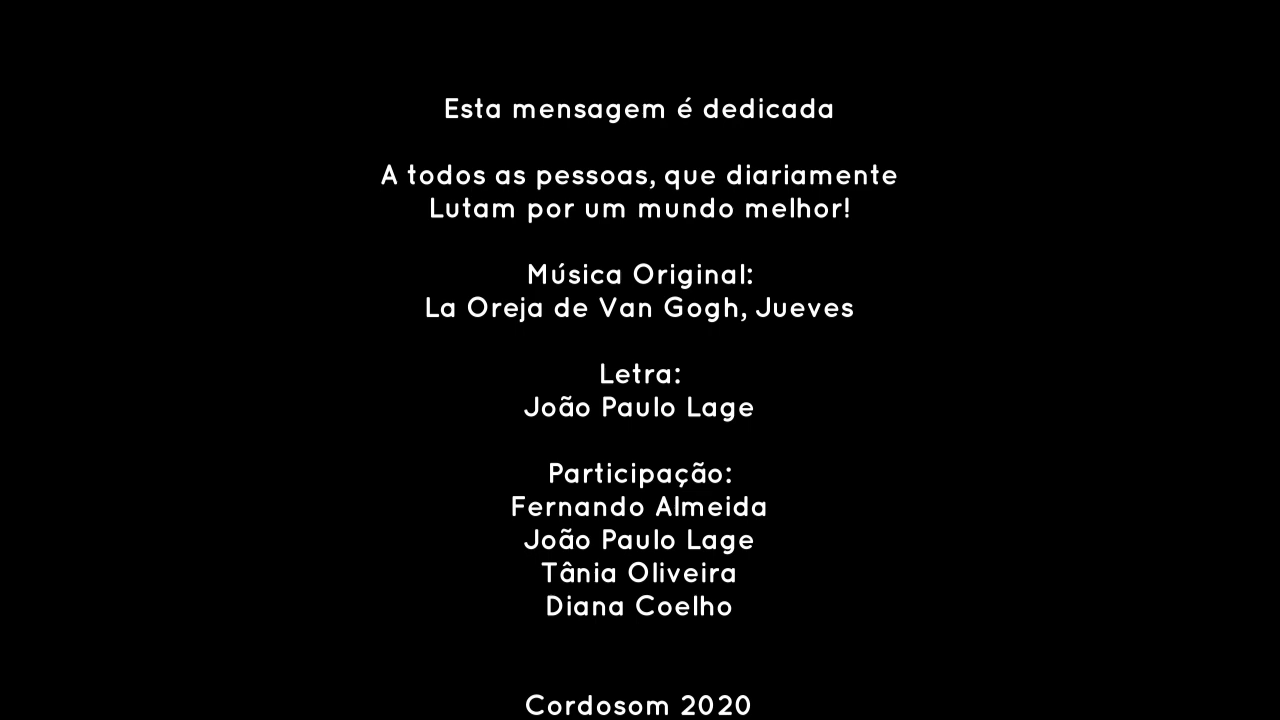 Esta mensagem é dedicada
A todos as pessoas, que diariamente
Lutam por um mundo melhor!
Música Original:
La Oreja de Van Gogh, Jueves
Letra:
João Paulo Lage
Participação:
Fernando Almeida
João Paulo Lage
Tânia Oliveira
Diana Coelho
Cordosom 2020